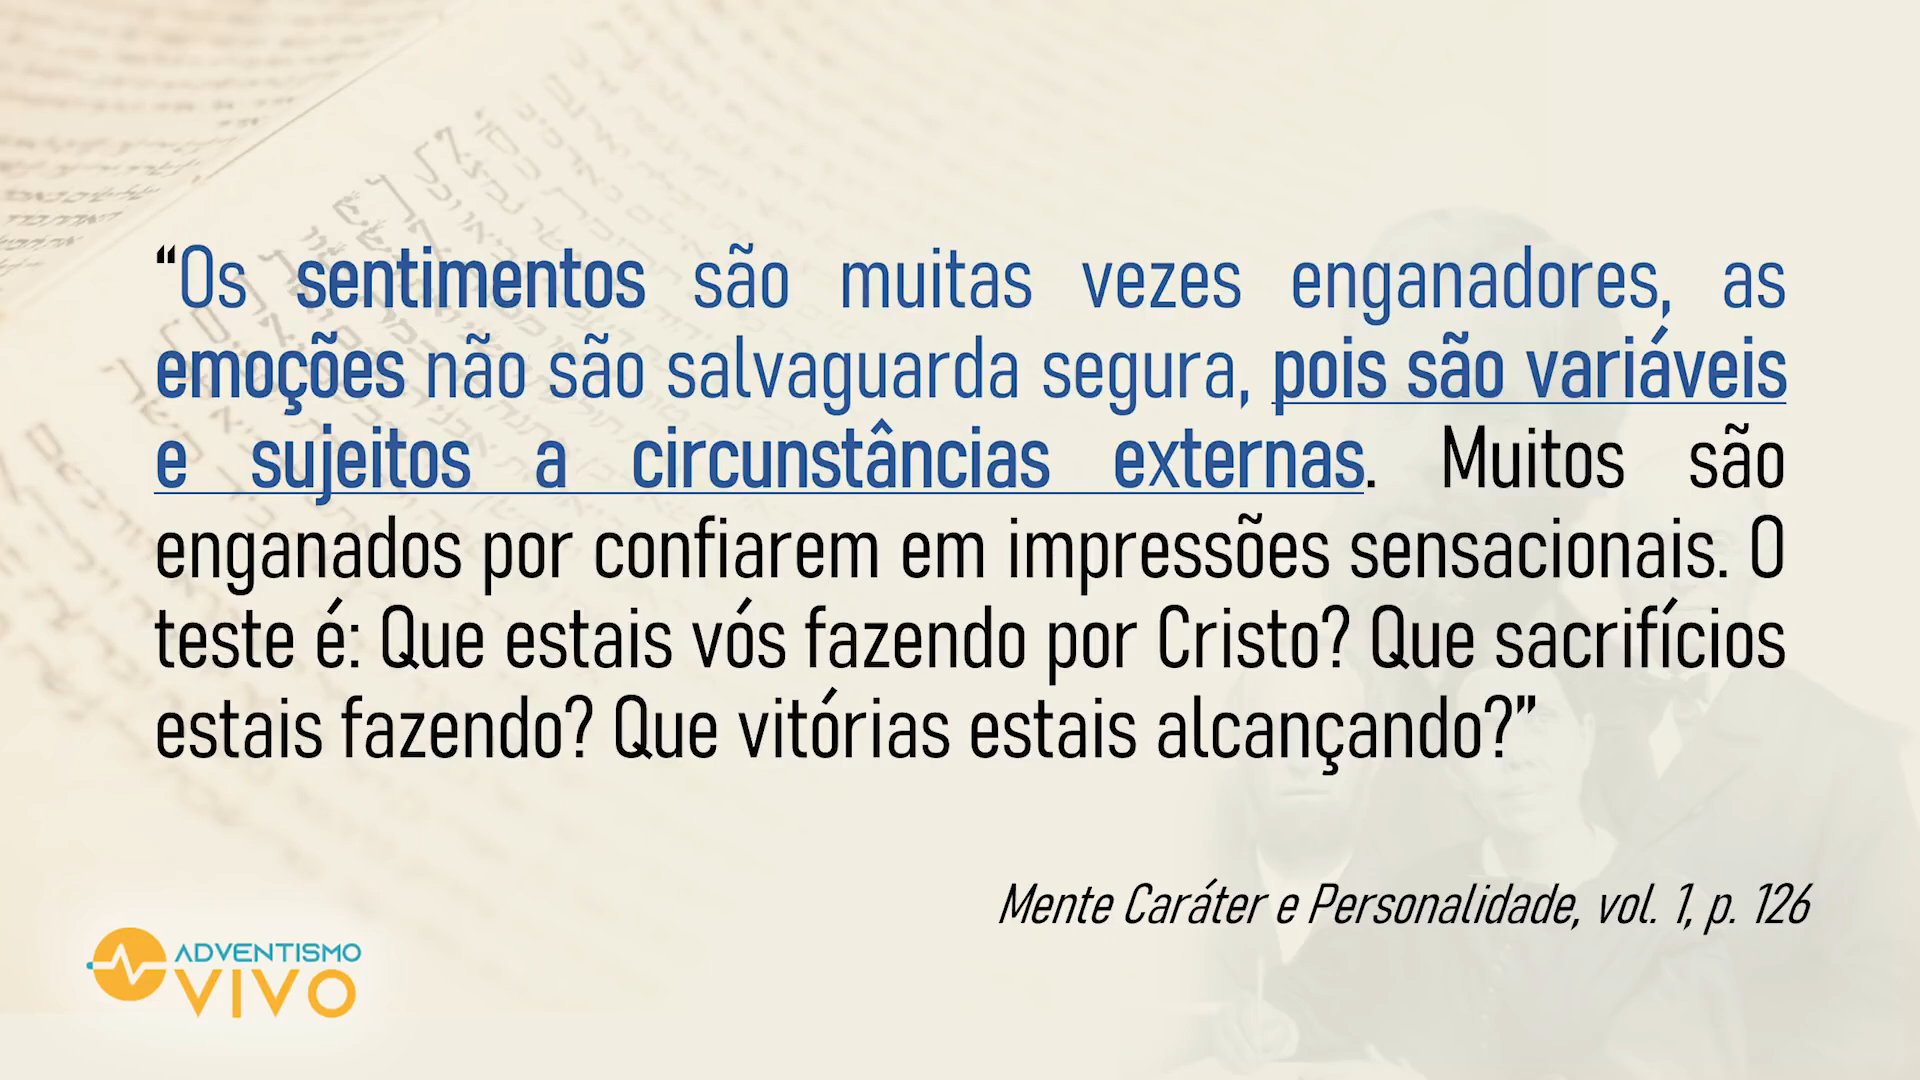 “Os sentimentos são muitas vezes enganadores, as
emoções não são salvaguarda segura, pois são variáveis
e sujeitos a circunstâncias externas. Muitos são
enganados por confiarem em impressões sensacionais. O
teste é: Que estais vós fazendo por Cristo? Que sacrifícios
estais fazendo? Que vitórias estais alcançando?”
Mente Caráter e Personalidade, vol. 1, p. 126
ADVENTISMO
VIVO